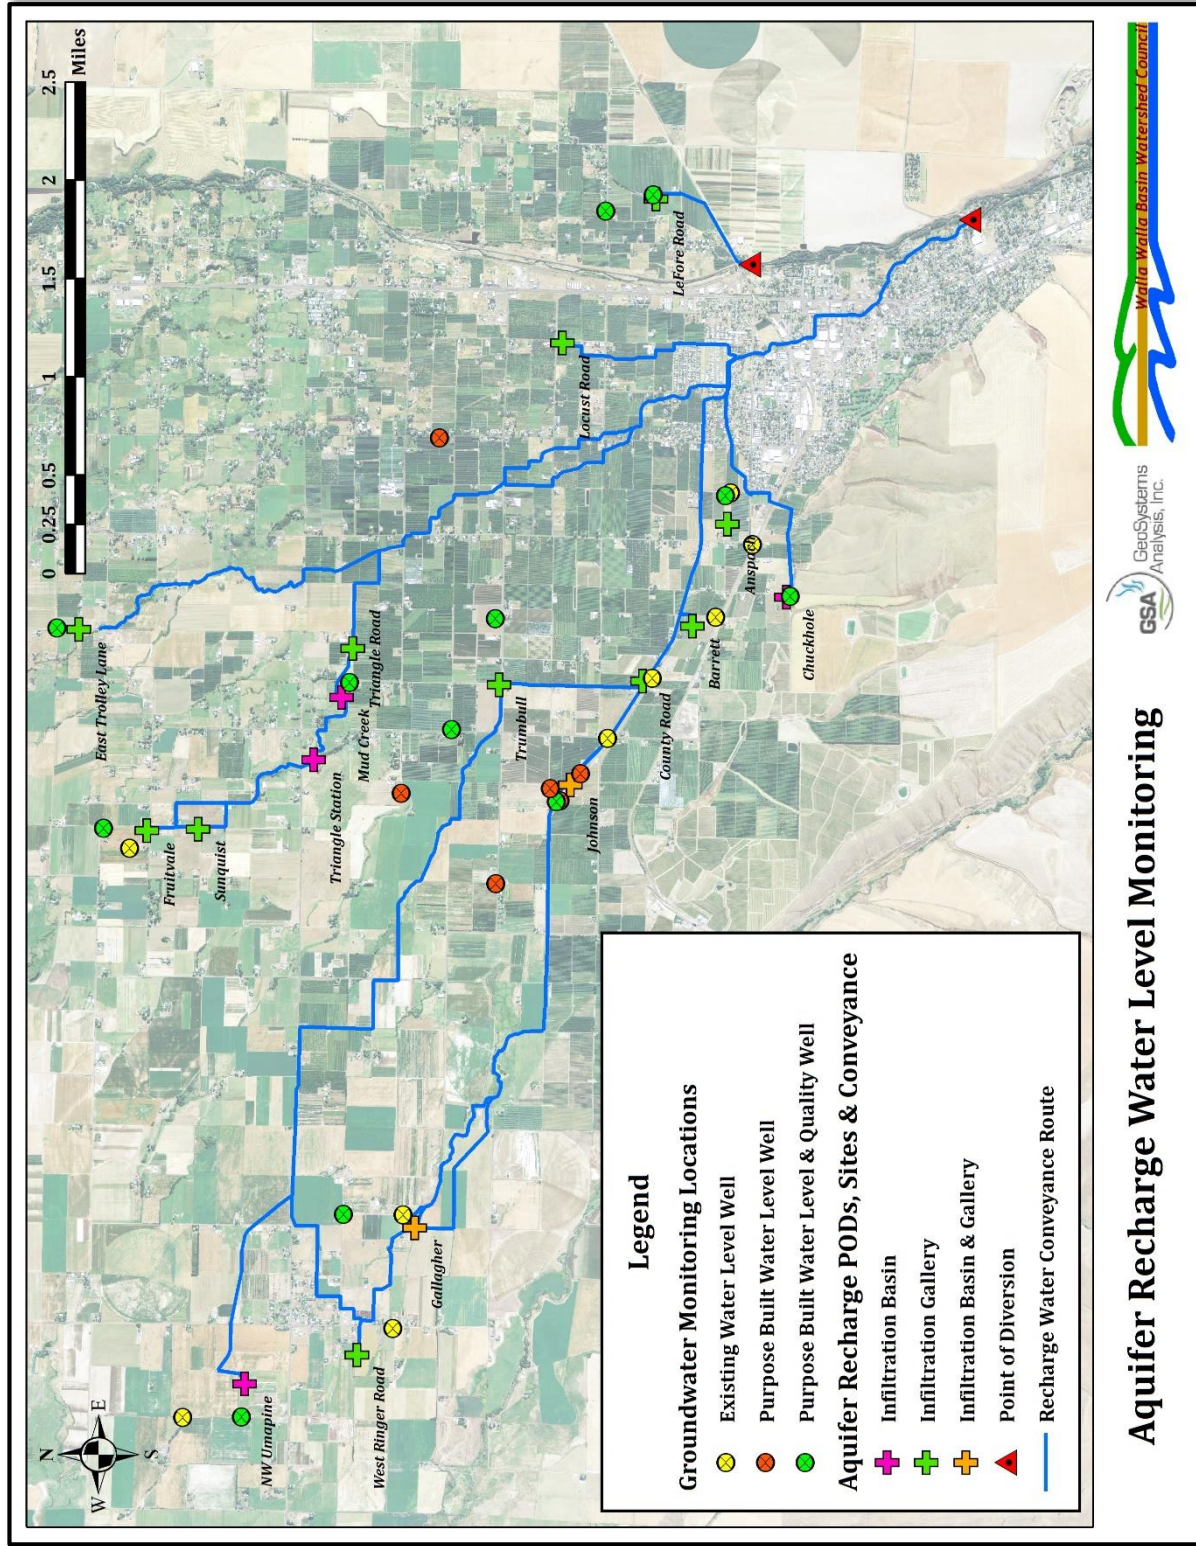 N
W E
S
0 0.25 0.5 1 1.5 2 2.5
Miles
East Trolley Lane
Fruitvale
Sunquist
Triangle Station
Mud Creek
Triangle Road
NW Umapine
West Ringer Road
Gallagher
Trumbull
Johnson
County Road
Barrett
Anspach
Chuckhole
Locust Road
LeFore Road
Legend
Groundwater Monitoring Locations
Existing Water Level Well
Purpose Built Water Level Well
Purpose Built Water Level & Quality Well
Aquifer Recharge PODs, Sites & Conveyance
Infiltration Basin
Infiltration Gallery
Infiltration Basin & Gallery
Point of Diversion
Recharge Water Conveyance Route
Aquifer Recharge Water Level Monitoring
GSA
GeoSystems
Analysis, Inc.
Walla Walla Basin Watershed Council